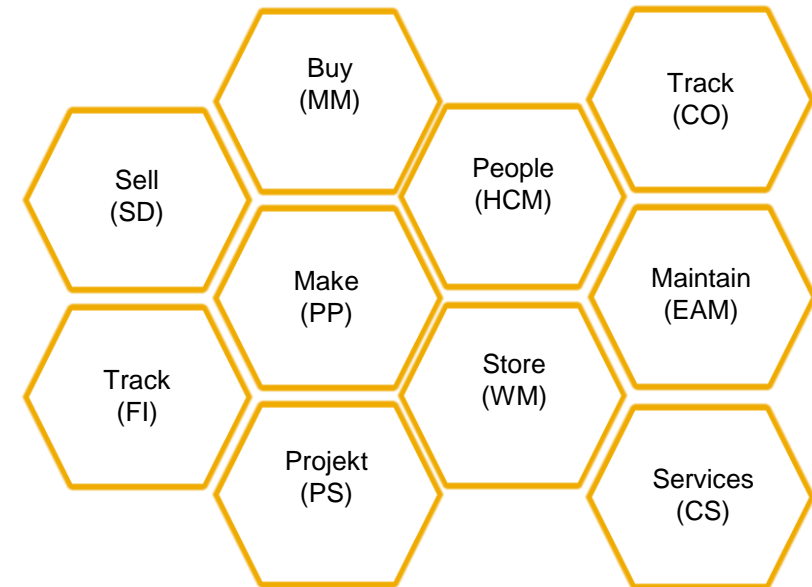 Buy
(MM)
Track
(CO)
Sell
(SD)
People
(HCM)
Make
(PP)
Maintain
(EAM)
Track
(FI)
Store
(WM)
Projekt
(PS)
Services
(CS)